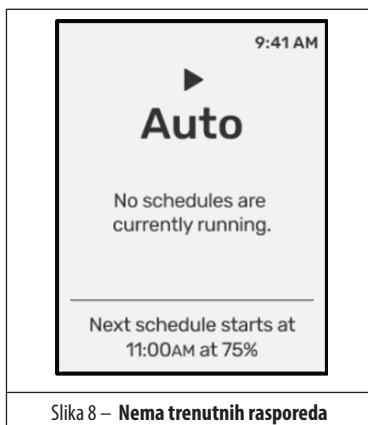 9:41 AM
Auto
No schedules are
currently running.
Next schedule starts at
11:00AM at 75%
Slika 8 – Nema trenutnih rasporeda